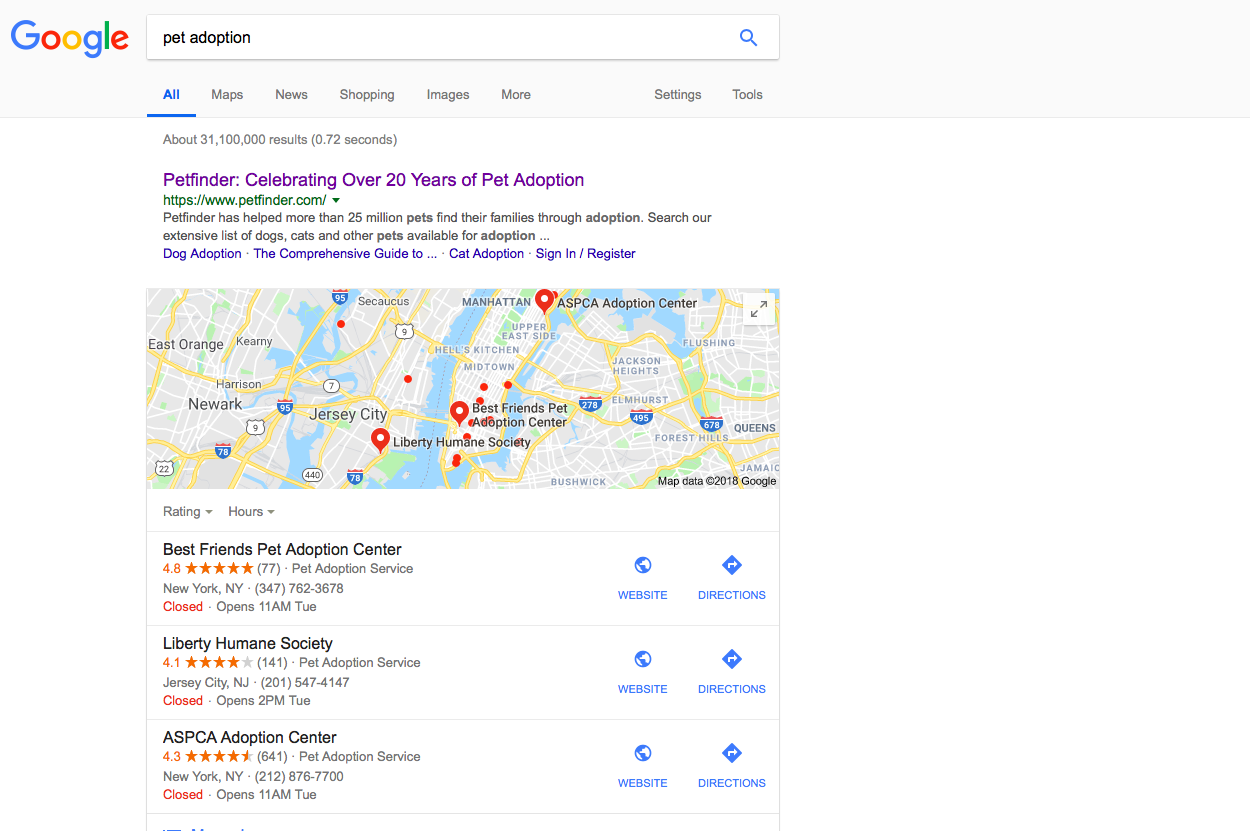 Google
pet adoption
All Maps News Shopping Images More Settings Tools
About 31,100,000 results (0.72 seconds)
Petfinder: Celebrating Over 20 Years of Pet Adoption
https://www.petfinder.com/
Petfinder has helped more than 25 million pets find their families through adoption. Search our
extensive list of dogs, cats and other pets available for adoption ...
Dog Adoption · The Comprehensive Guide to ... · Cat Adoption · Sign In / Register
95
Secaucus
MANHATTAN
ASPCA Adoption Center
9
UPPER
EAST SIDE
East Orange
Kearny
HELL'S KITCHEN
FLUSHING
MIDTOWN
JACKSON
HEIGHTS
Harrison
7
Newark
95
Jersey City
Best Friends Pet
Adoption Center
278
ELMHURST
495
678
QUEENS
9
Liberty Humane Society
FOREST HILLS
78
22
440
78
BUSHWICK
JAMAIC
Map data ©2018 Google
Rating Hours
Best Friends Pet Adoption Center
4.8 (77) · Pet Adoption Service
New York, NY · (347) 762-3678
Closed · Opens 11AM Tue
WEBSITE DIRECTIONS
Liberty Humane Society
4.1 (141) · Pet Adoption Service
Jersey City, NJ · (201) 547-4147
Closed · Opens 2PM Tue
WEBSITE DIRECTIONS
ASPCA Adoption Center
4.3 (641) · Pet Adoption Service
New York, NY · (212) 876-7700
Closed · Opens 11AM Tue
WEBSITE DIRECTIONS